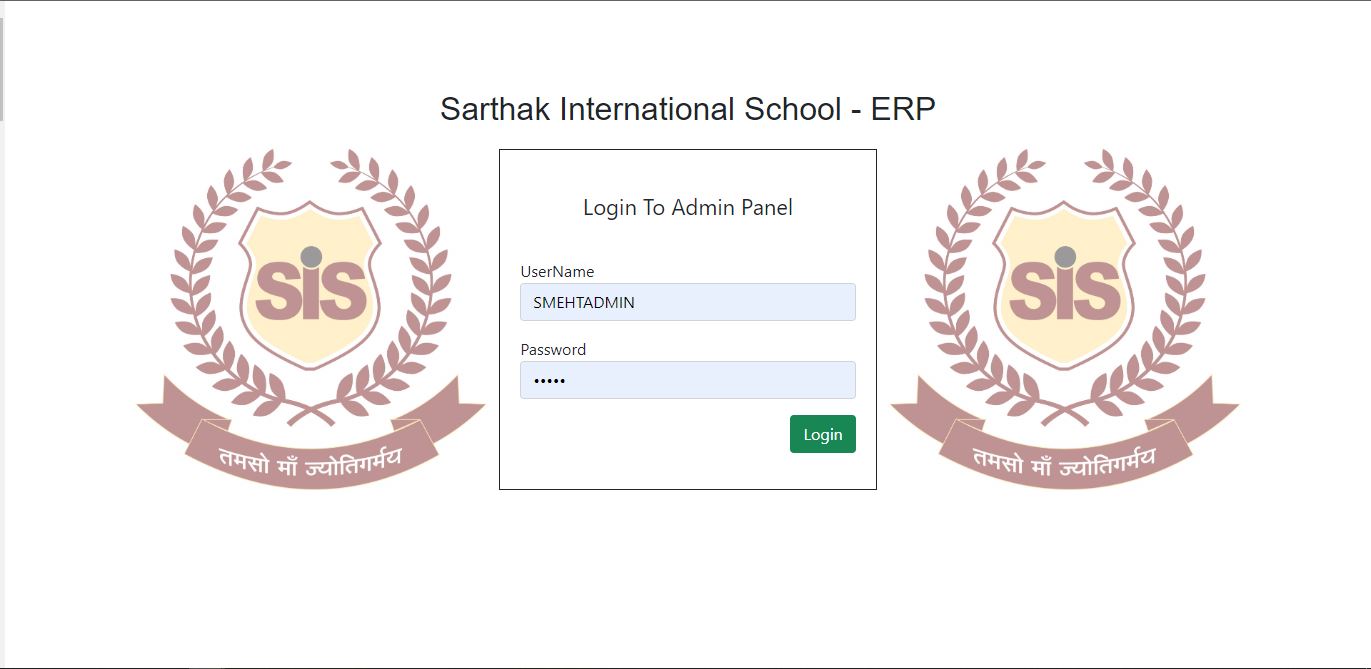 Sarthak International School - ERP
SiS
तमसो माँ ज्योतिगर्मय
Login To Admin Panel
UserName
SMEHTADMIN
Password
•••••
Login
SiS
तमसो माँ ज्योतिगर्मय